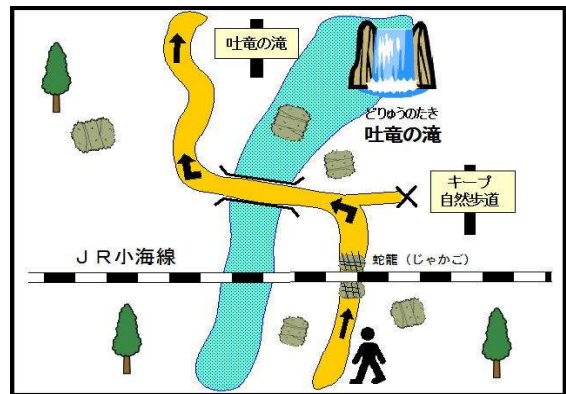 吐竜の滝
どりゅうのたき
吐竜の滝
キープ
自然歩道
JR小海線
蛇籠（じゃかご）